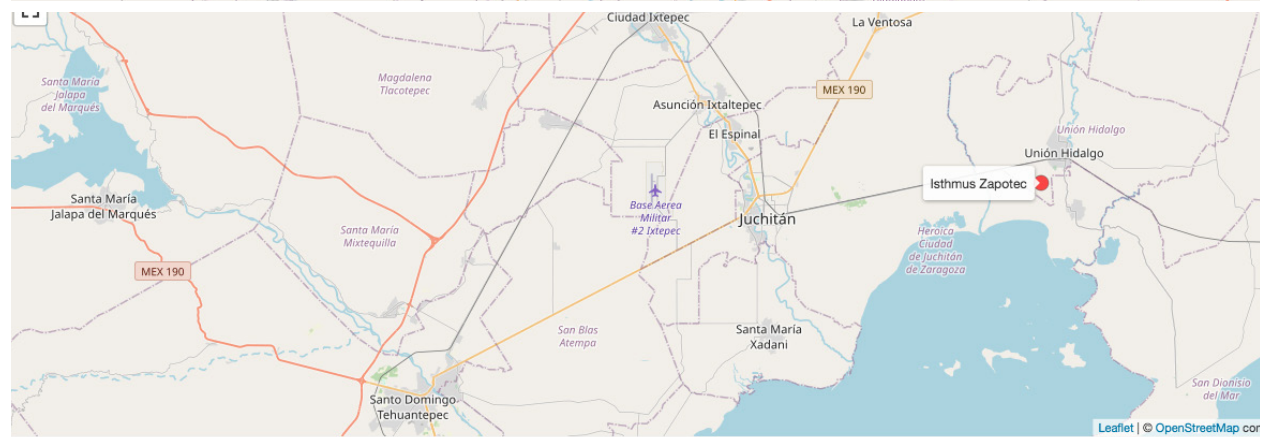 Ciudad Ixtepec
La Ventosa
Santa María
Jalapa
del Marqués
Magdalena
Tlacotepec
MEX 190
Asunción Ixtaltepec
El Espinal
Unión Hidalgo
Unión Hidalgo
Isthmus Zapotec
Santa María
Jalapa del Marqués
Base Aerea
Militar
#2 Ixtepec
Juchitán
Santa María
Mixtequilla
Heroica
Ciudad
de Juchitán
de Zaragoza
MEX 190
San Blas
Atempa
Santa María
Xadani
Santo Domingo
Tehuantepec
San Dionisio
del Mar
Leaflet | © OpenStreetMap con